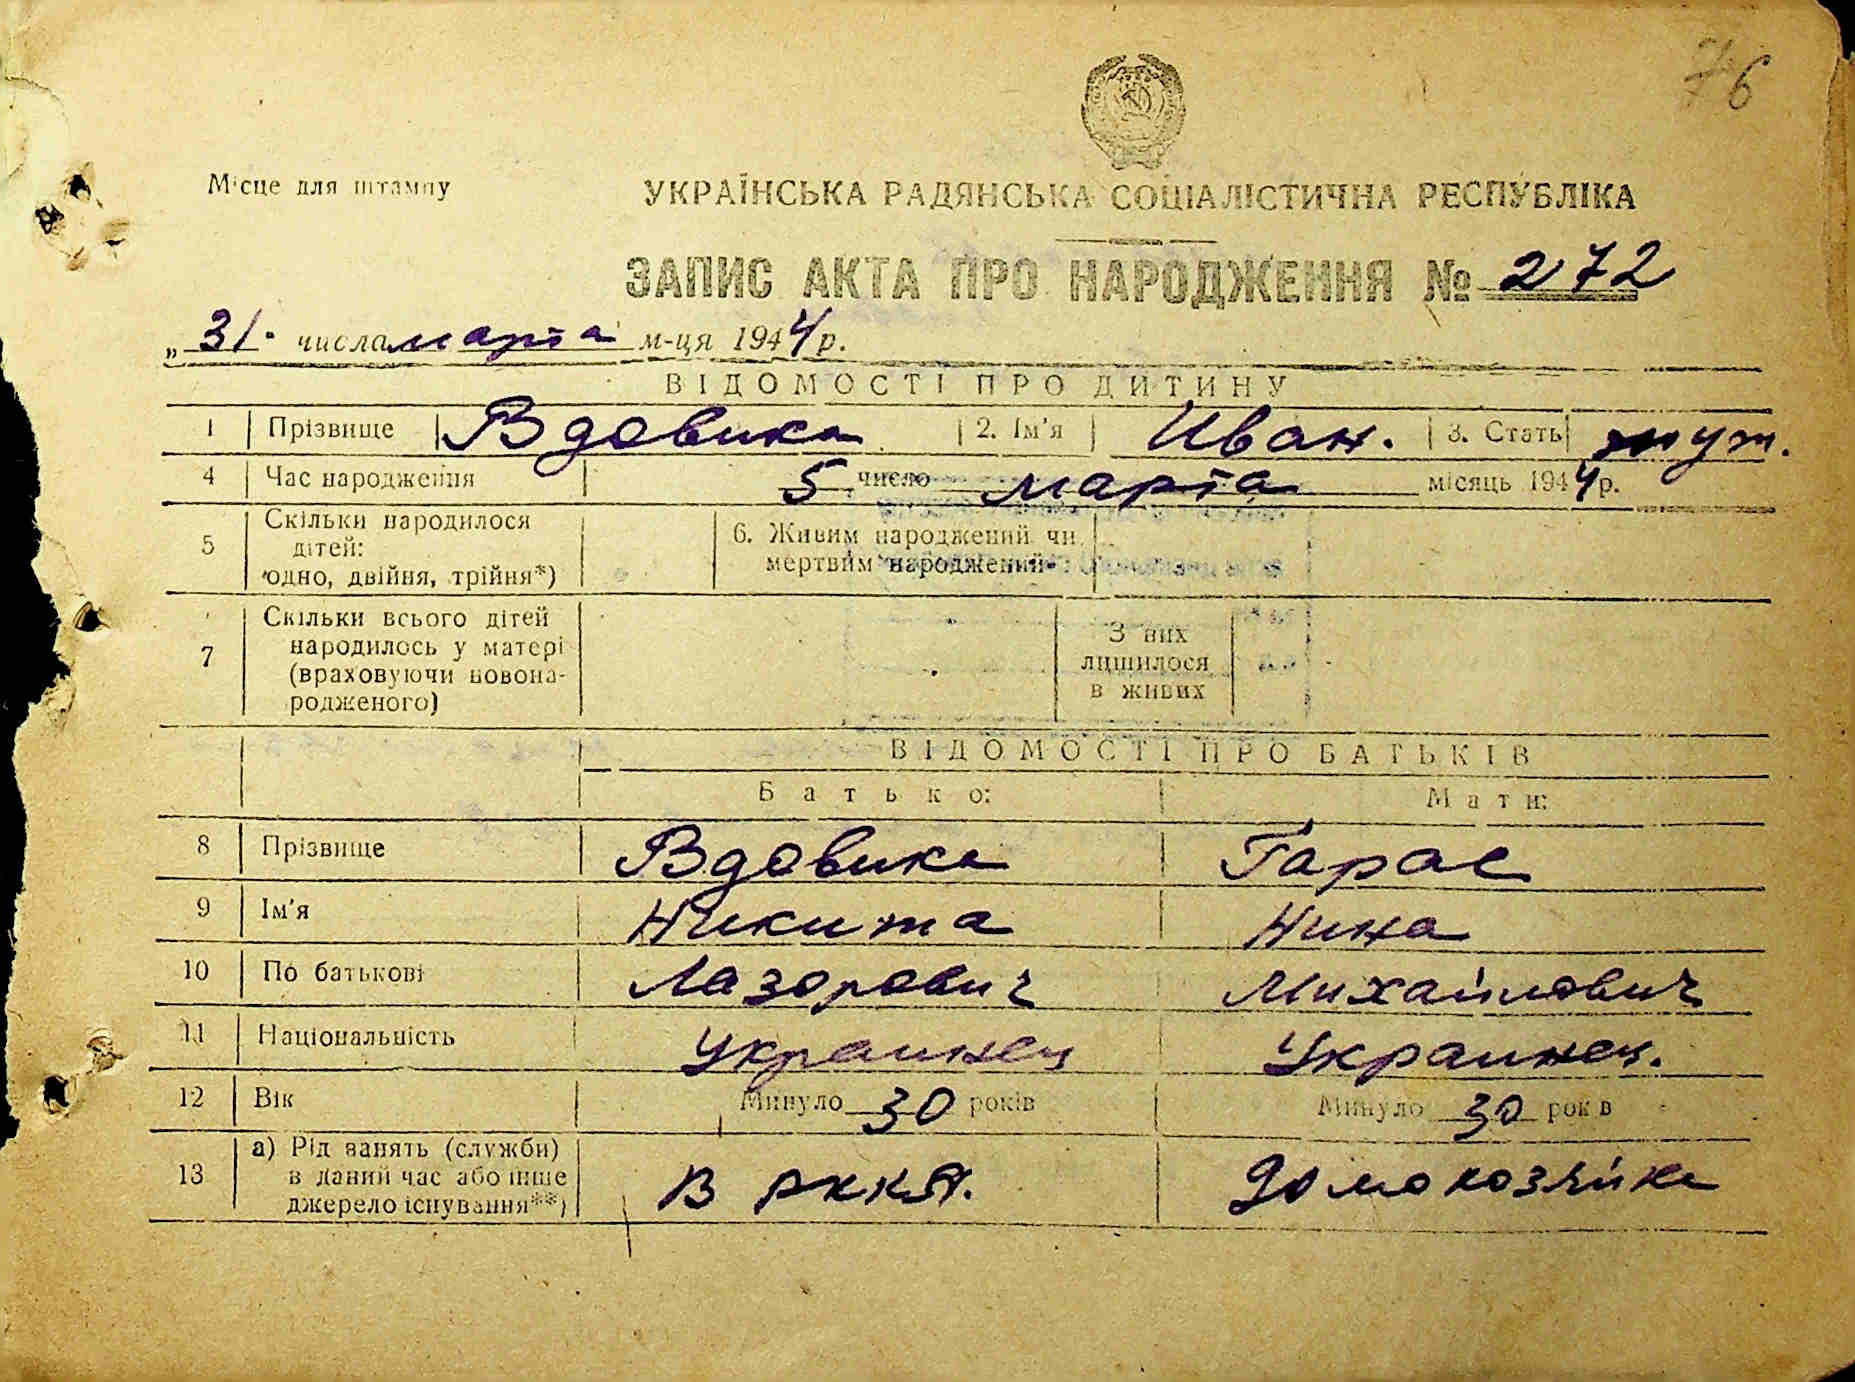 76
Місце для штампу
УКРАЇНСЬКА РАДЯНСЬКА СОЦІАЛІСТИЧНА РЕСПУБЛІКА
ЗАПИС АКТА ПРО НАРОДЖЕННЯ № 272
„ 31. числа марта м-ця 1944 р.
ВІДОМОСТІ ПРО ДИТИНУ
1 Прізвище Вдовика 2. Ім'я Иван. 3. Стать муж.
4 Час народження 5 число марта місяць 1944 р.
5 Скільки народилося дітей: одно, двійня, трійня*) 6. Живим народжений чи мертвим народжений
7 Скільки всього дітей народилось у матері (враховуючи новонародженого) З них лишилося в живих
ВІДОМОСТІ ПРО БАТЬКІВ
Батько: Мати:
8 Прізвище Вдовика Гарас
9 Ім'я Никита Нина
10 По батькові Лазорович Михайлович
11 Національність Украинец Украинец.
12 Вік Минуло 30 років Минуло 30 років
13 а) Рід занять (служби) в даний час або інше джерело існування**) В РККА. Домохозяйка